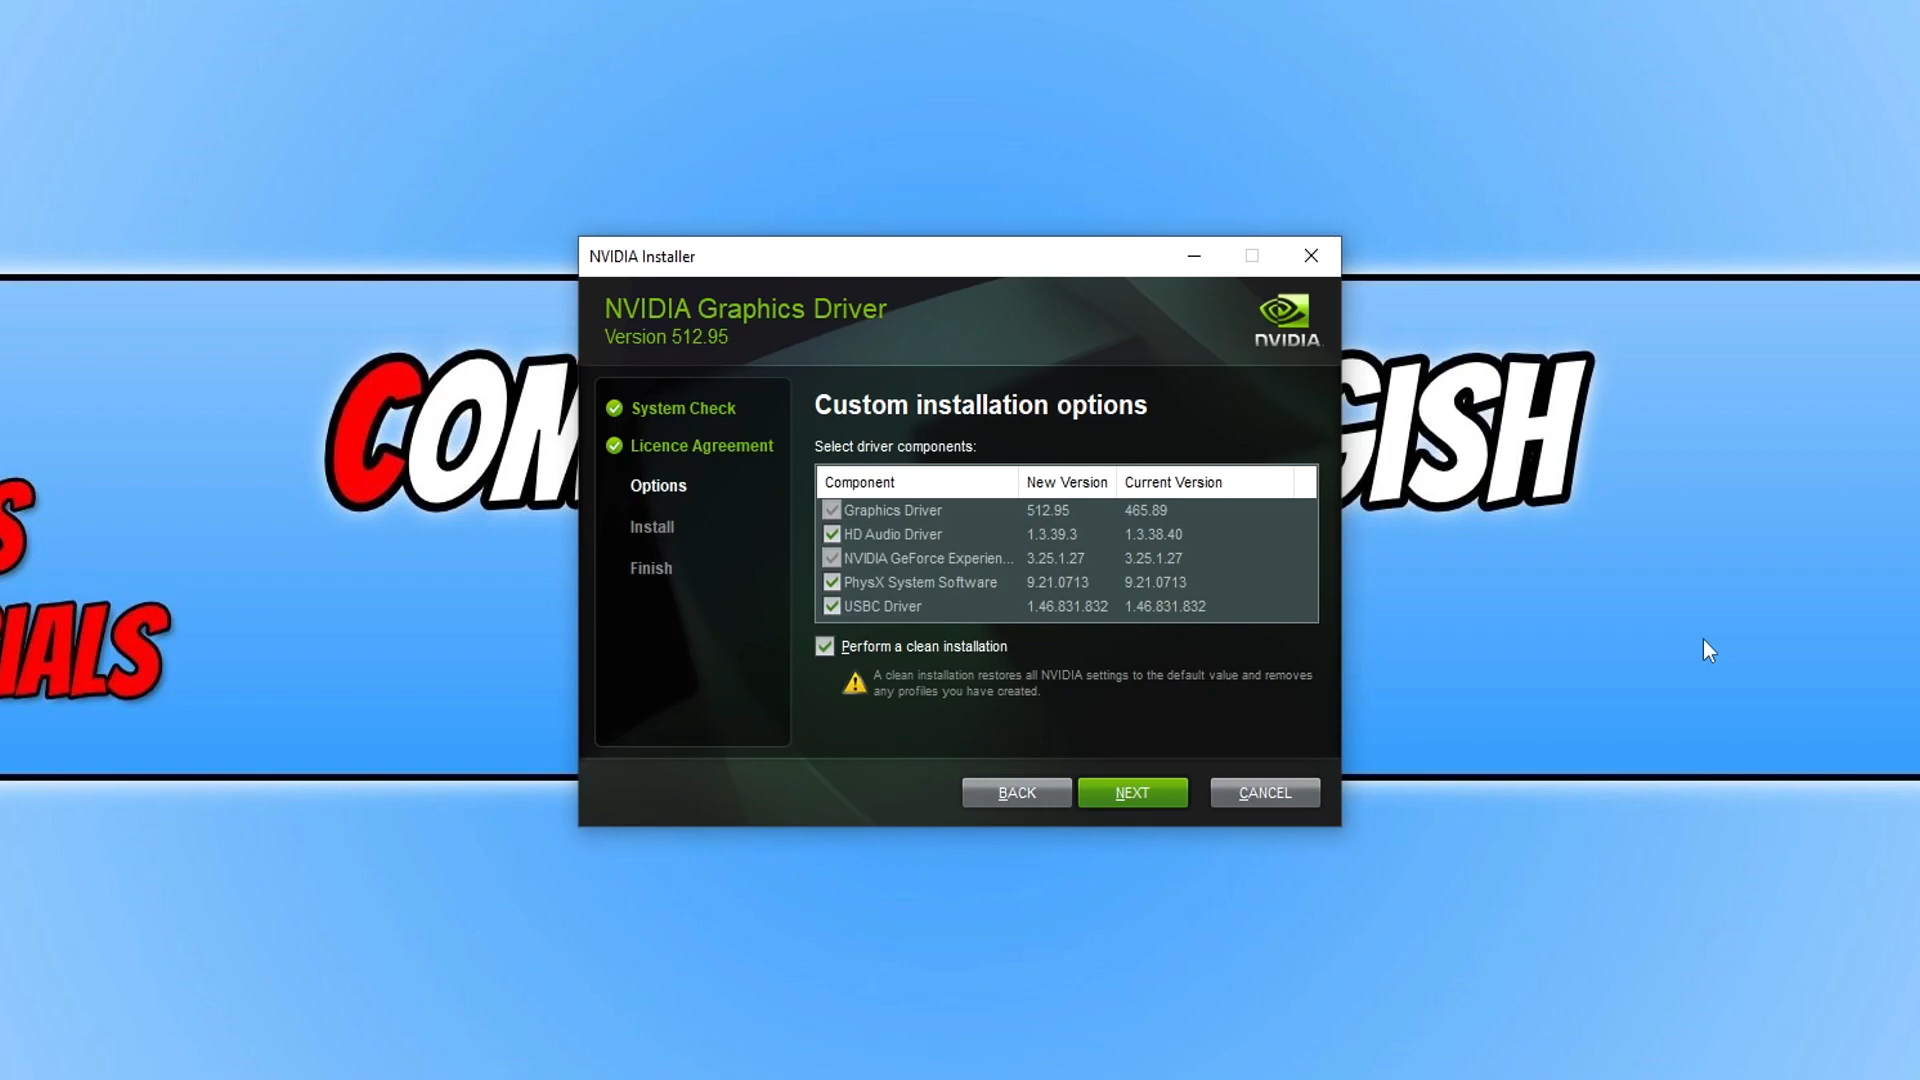 NVIDIA Installer
NVIDIA Graphics Driver
Version 512.95
NVIDIA
COM
GISH
S
IALS
System Check
Licence Agreement
Options
Install
Finish
Custom installation options
Select driver components:
Component New Version Current Version
Graphics Driver 512.95 465.89
HD Audio Driver 1.3.39.3 1.3.38.40
NVIDIA GeForce Experien... 3.25.1.27 3.25.1.27
PhysX System Software 9.21.0713 9.21.0713
USBC Driver 1.46.831.832 1.46.831.832
Perform a clean installation
A clean installation restores all NVIDIA settings to the default value and removes
any profiles you have created.
BACK NEXT CANCEL